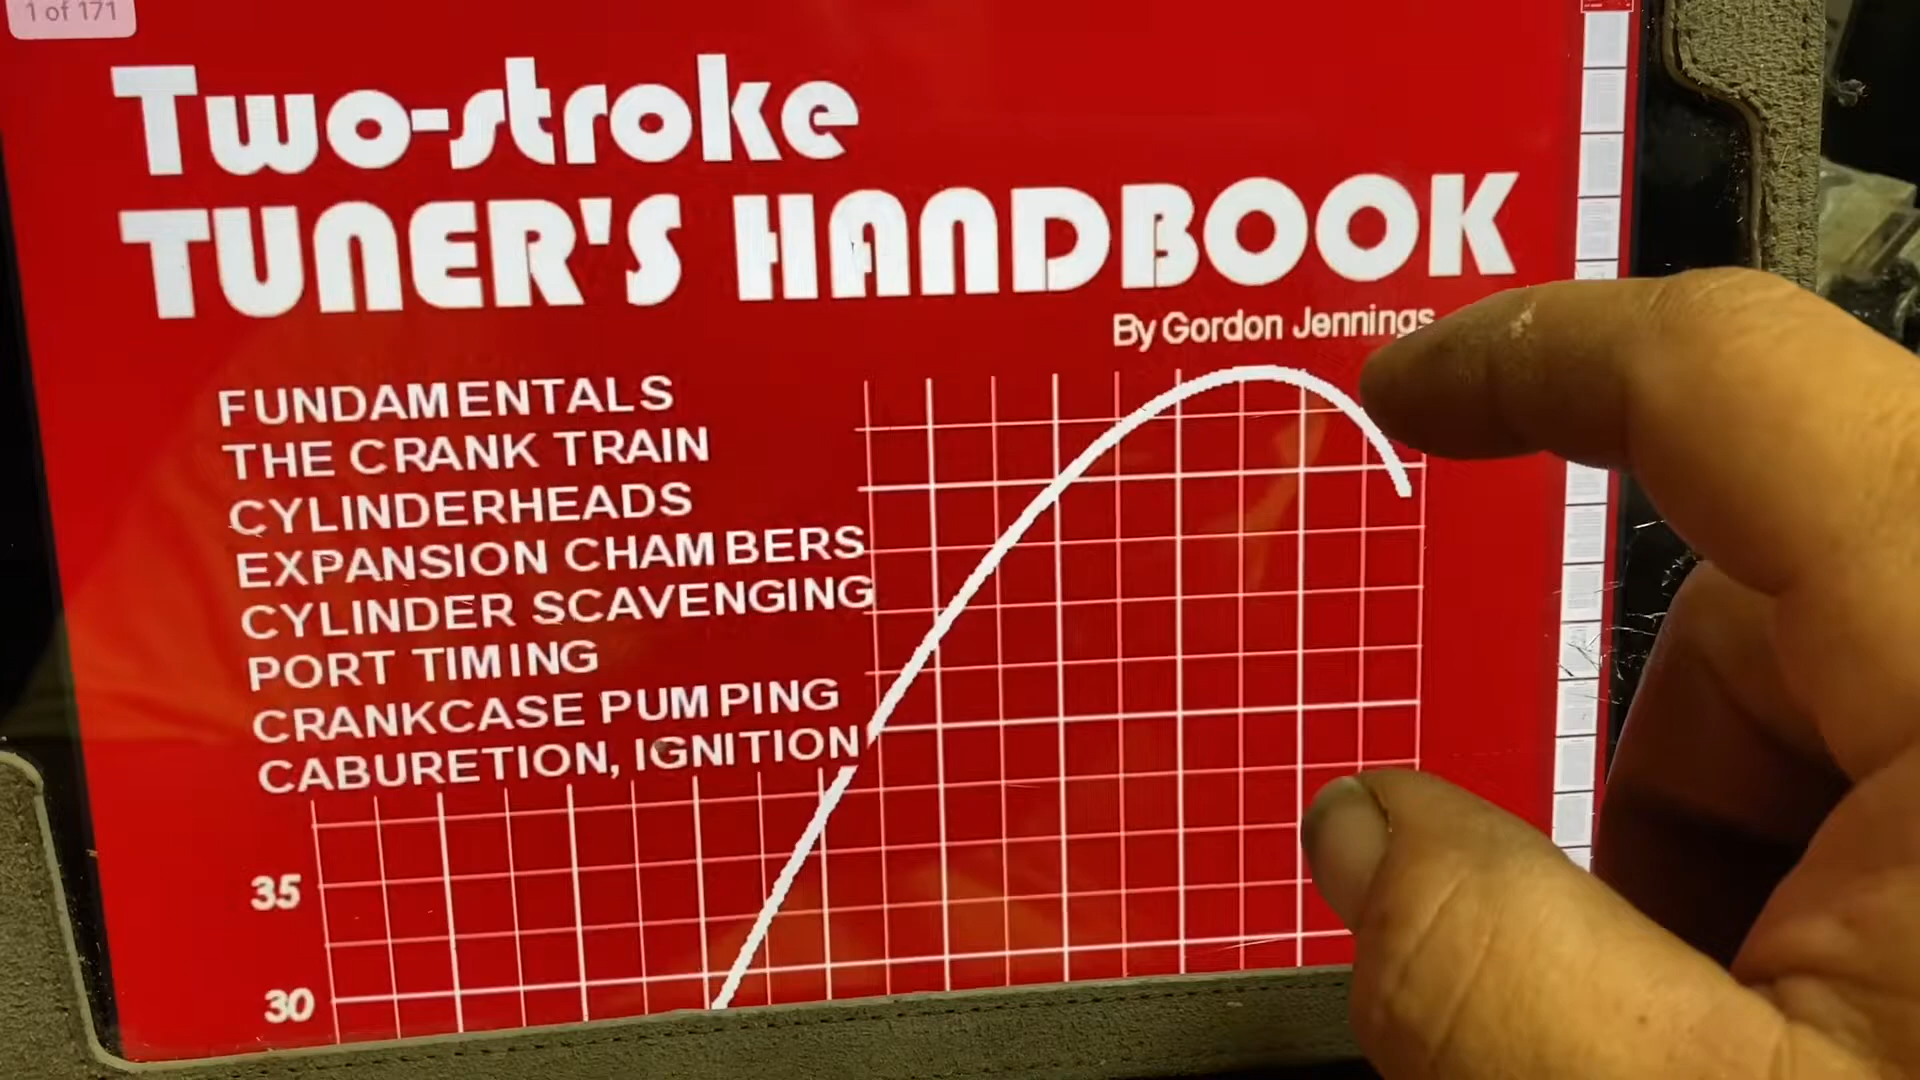 1 of 171
Two-stroke
TUNER'S HANDBOOK
By Gordon Jennings
FUNDAMENTALS
THE CRANK TRAIN
CYLINDERHEADS
EXPANSION CHAMBERS
CYLINDER SCAVENGING
PORT TIMING
CRANKCASE PUMPING
CABURETION, IGNITION
35
30